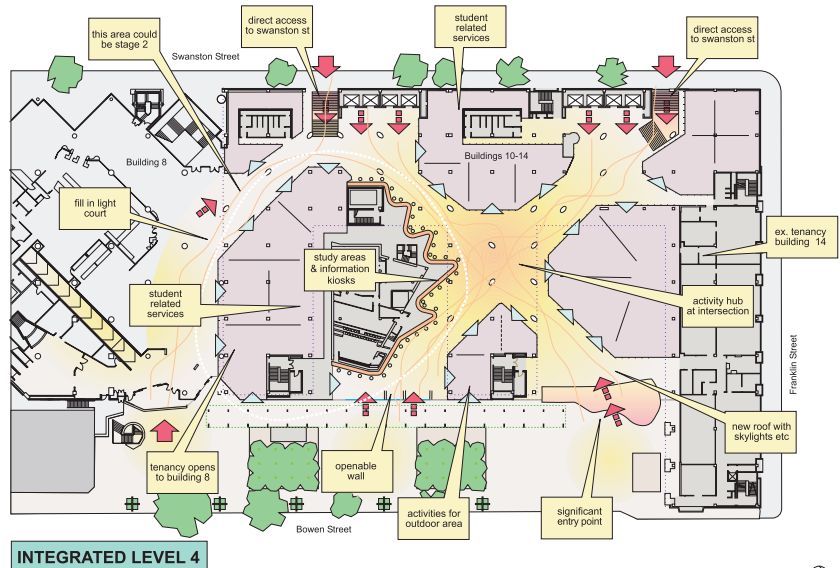 direct access
to swanston st
student
related
services
direct access
to swanston st
this area could
be stage 2
Swanston Street
Building 8
Buildings 10-14
fill in light
court
ex. tenancy
building 14
study areas
& information
kiosks
student
related
services
activity hub
at intersection
Franklin Street
new roof with
skylights etc
tenancy opens
to building 8
openable
wall
activities for
outdoor area
significant
entry point
Bowen Street
INTEGRATED LEVEL 4